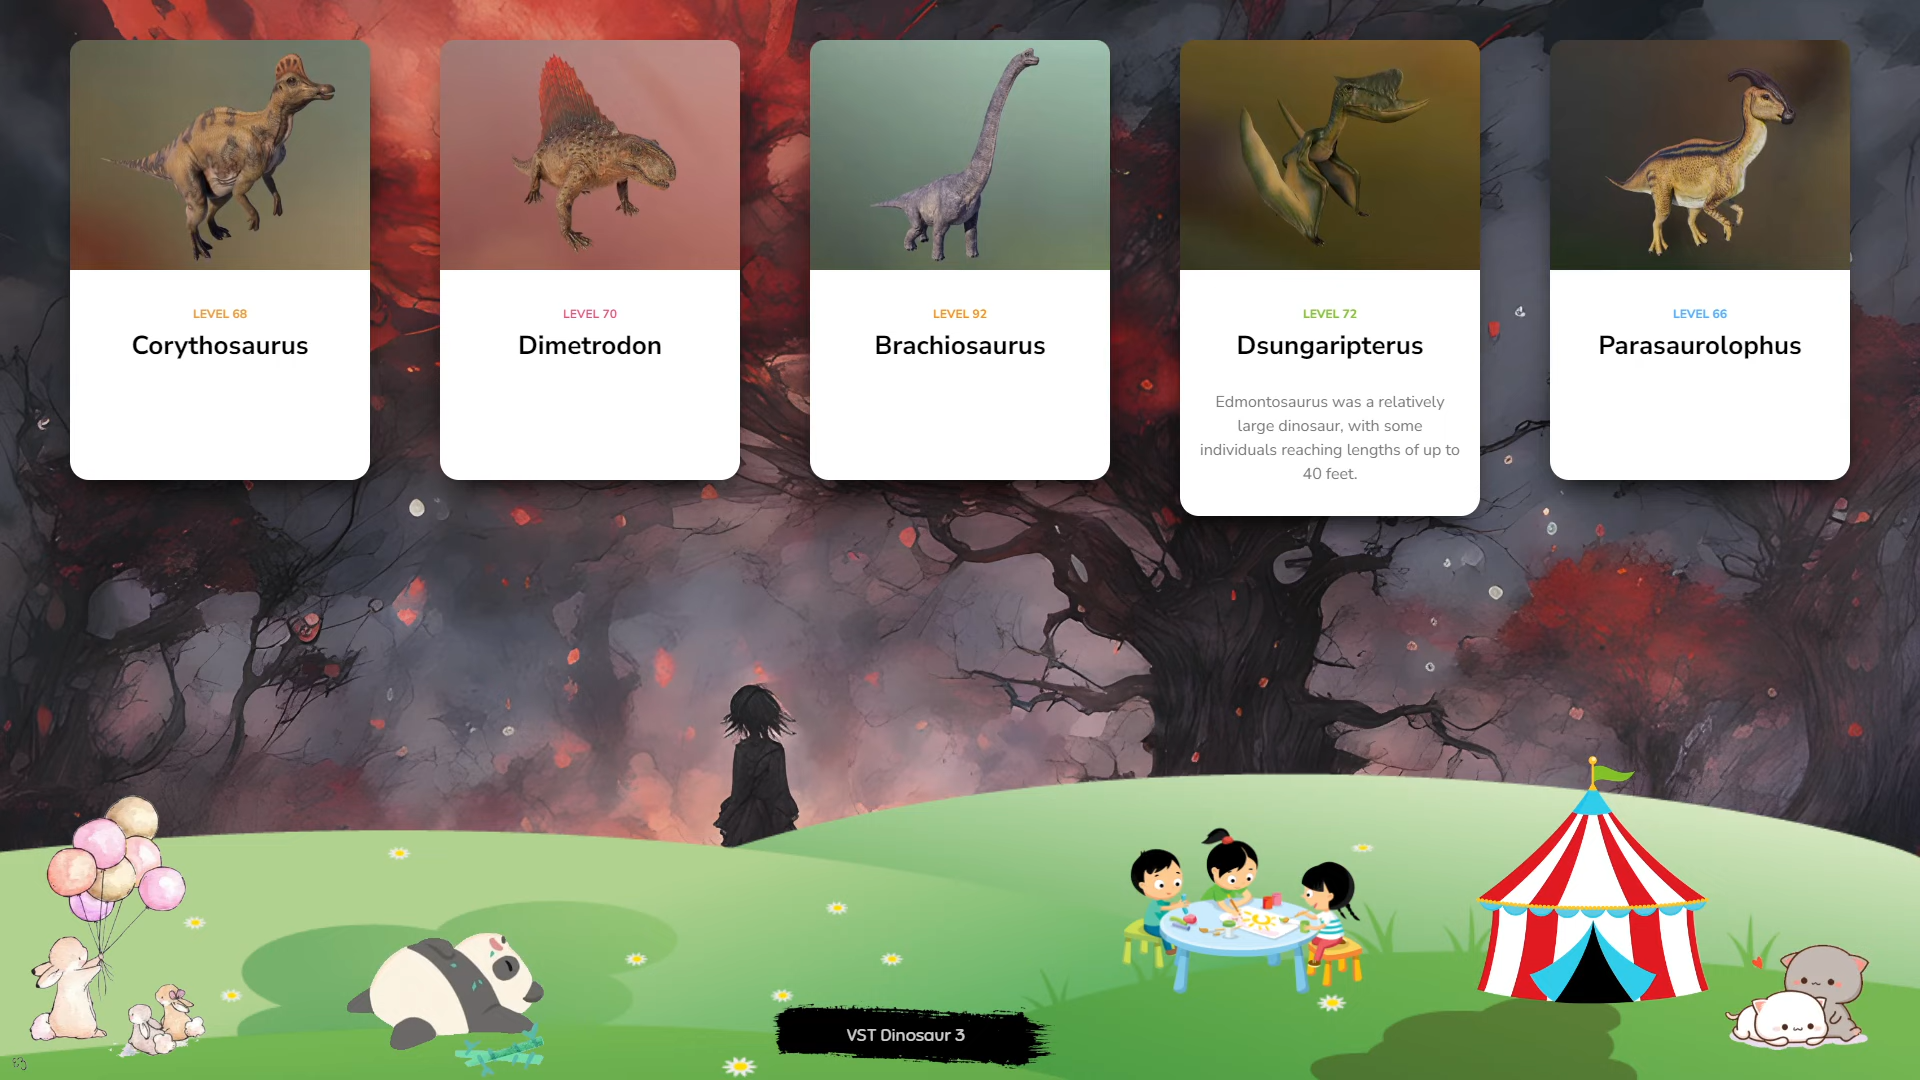 LEVEL 68
Corythosaurus
LEVEL 70
Dimetrodon
LEVEL 92
Brachiosaurus
LEVEL 72
Dsungaripterus
Edmontosaurus was a relatively
large dinosaur, with some
individuals reaching lengths of up to
40 feet.
LEVEL 66
Parasaurolophus
VST Dinosaur 3